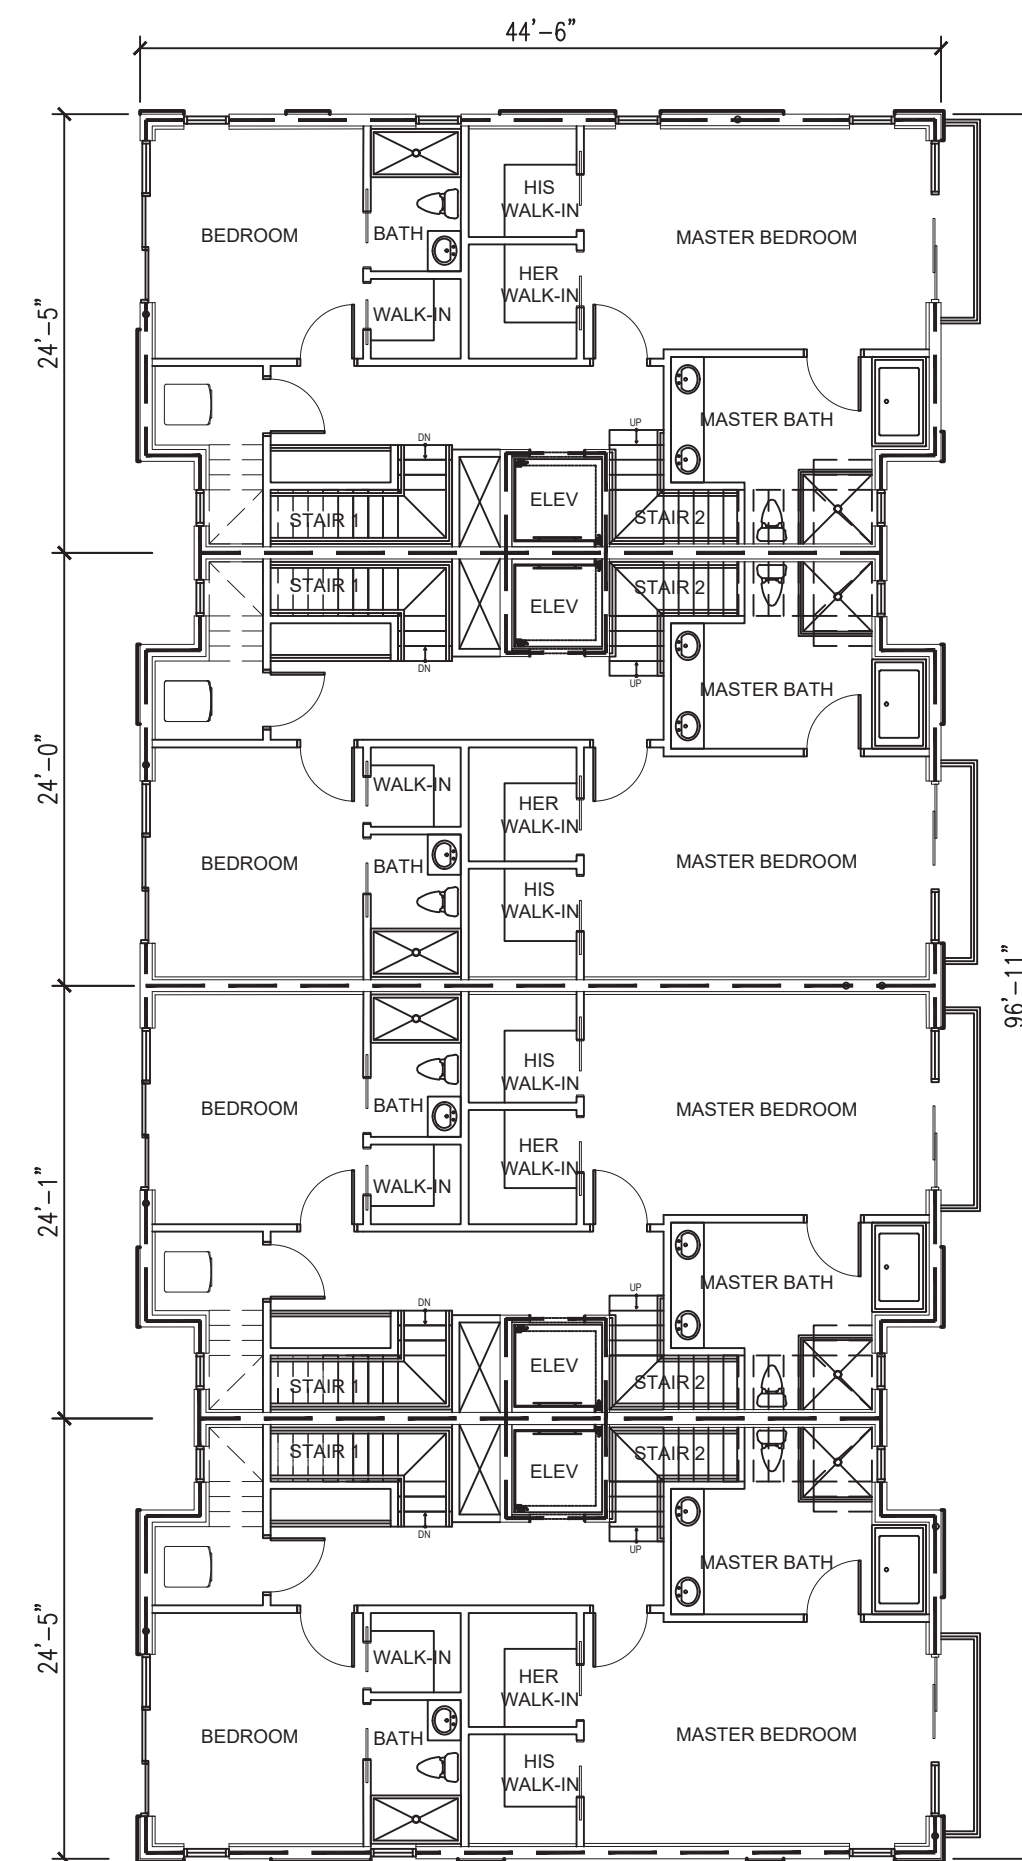 44'-6"
HIS
WALK-IN
BEDROOM
BATH
MASTER BEDROOM
HER
WALK-IN
WALK-IN
24'-5"
MASTER BATH
UP
DN
ELEV
STAIR 1
STAIR 2
STAIR 1
STAIR 2
ELEV
DN
UP
MASTER BATH
24'-0"
WALK-IN
HER
WALK-IN
BEDROOM
BATH
MASTER BEDROOM
HIS
WALK-IN
96'-11"
HIS
WALK-IN
BEDROOM
BATH
MASTER BEDROOM
HER
WALK-IN
WALK-IN
24'-1"
MASTER BATH
UP
DN
ELEV
STAIR 1
STAIR 2
STAIR 1
STAIR 2
ELEV
DN
UP
MASTER BATH
24'-5"
WALK-IN
HER
WALK-IN
BEDROOM
BATH
MASTER BEDROOM
HIS
WALK-IN